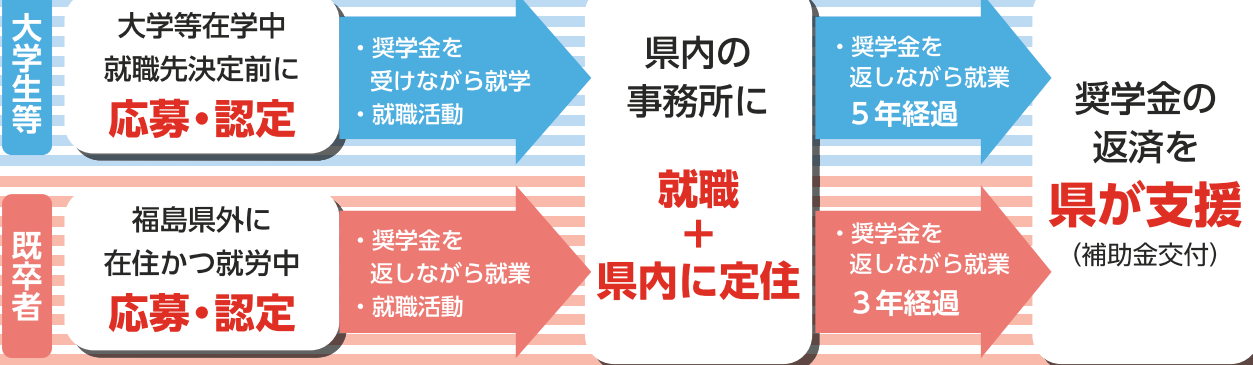 大学生等
大学等在学中
就職先決定前に
応募・認定
・奨学金を
受けながら就学
・就職活動
既卒者
福島県外に
在住かつ就労中
応募・認定
・奨学金を
返しながら就業
・就職活動
県内の
事務所に
就職
+
県内に定住
・奨学金を
返しながら就業
５年経過
・奨学金を
返しながら就業
３年経過
奨学金の
返済を
県が支援
(補助金交付)